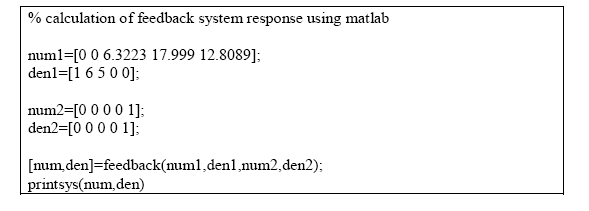 % calculation of feedback system response using matlab
num1=[0 0 6.3223 17.999 12.8089];
den1=[1 6 5 0 0];
num2=[0 0 0 0 1];
den2=[0 0 0 0 1];
[num,den]=feedback(num1,den1,num2,den2);
printsys(num,den)